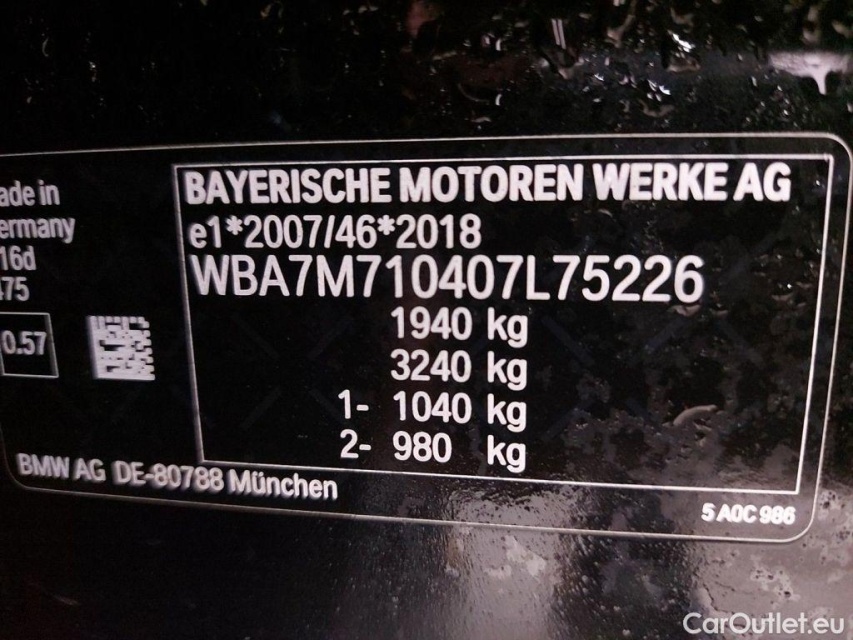 ade in
ermany
16d
475
0.57
BAYERISCHE MOTOREN WERKE AG
e1*2007/46*2018
WBA7M710407L75226
1940 kg
3240 kg
1- 1040 kg
2- 980 kg
BMW AG DE-80788 München
5 A0C 986
CarOutlet.eu